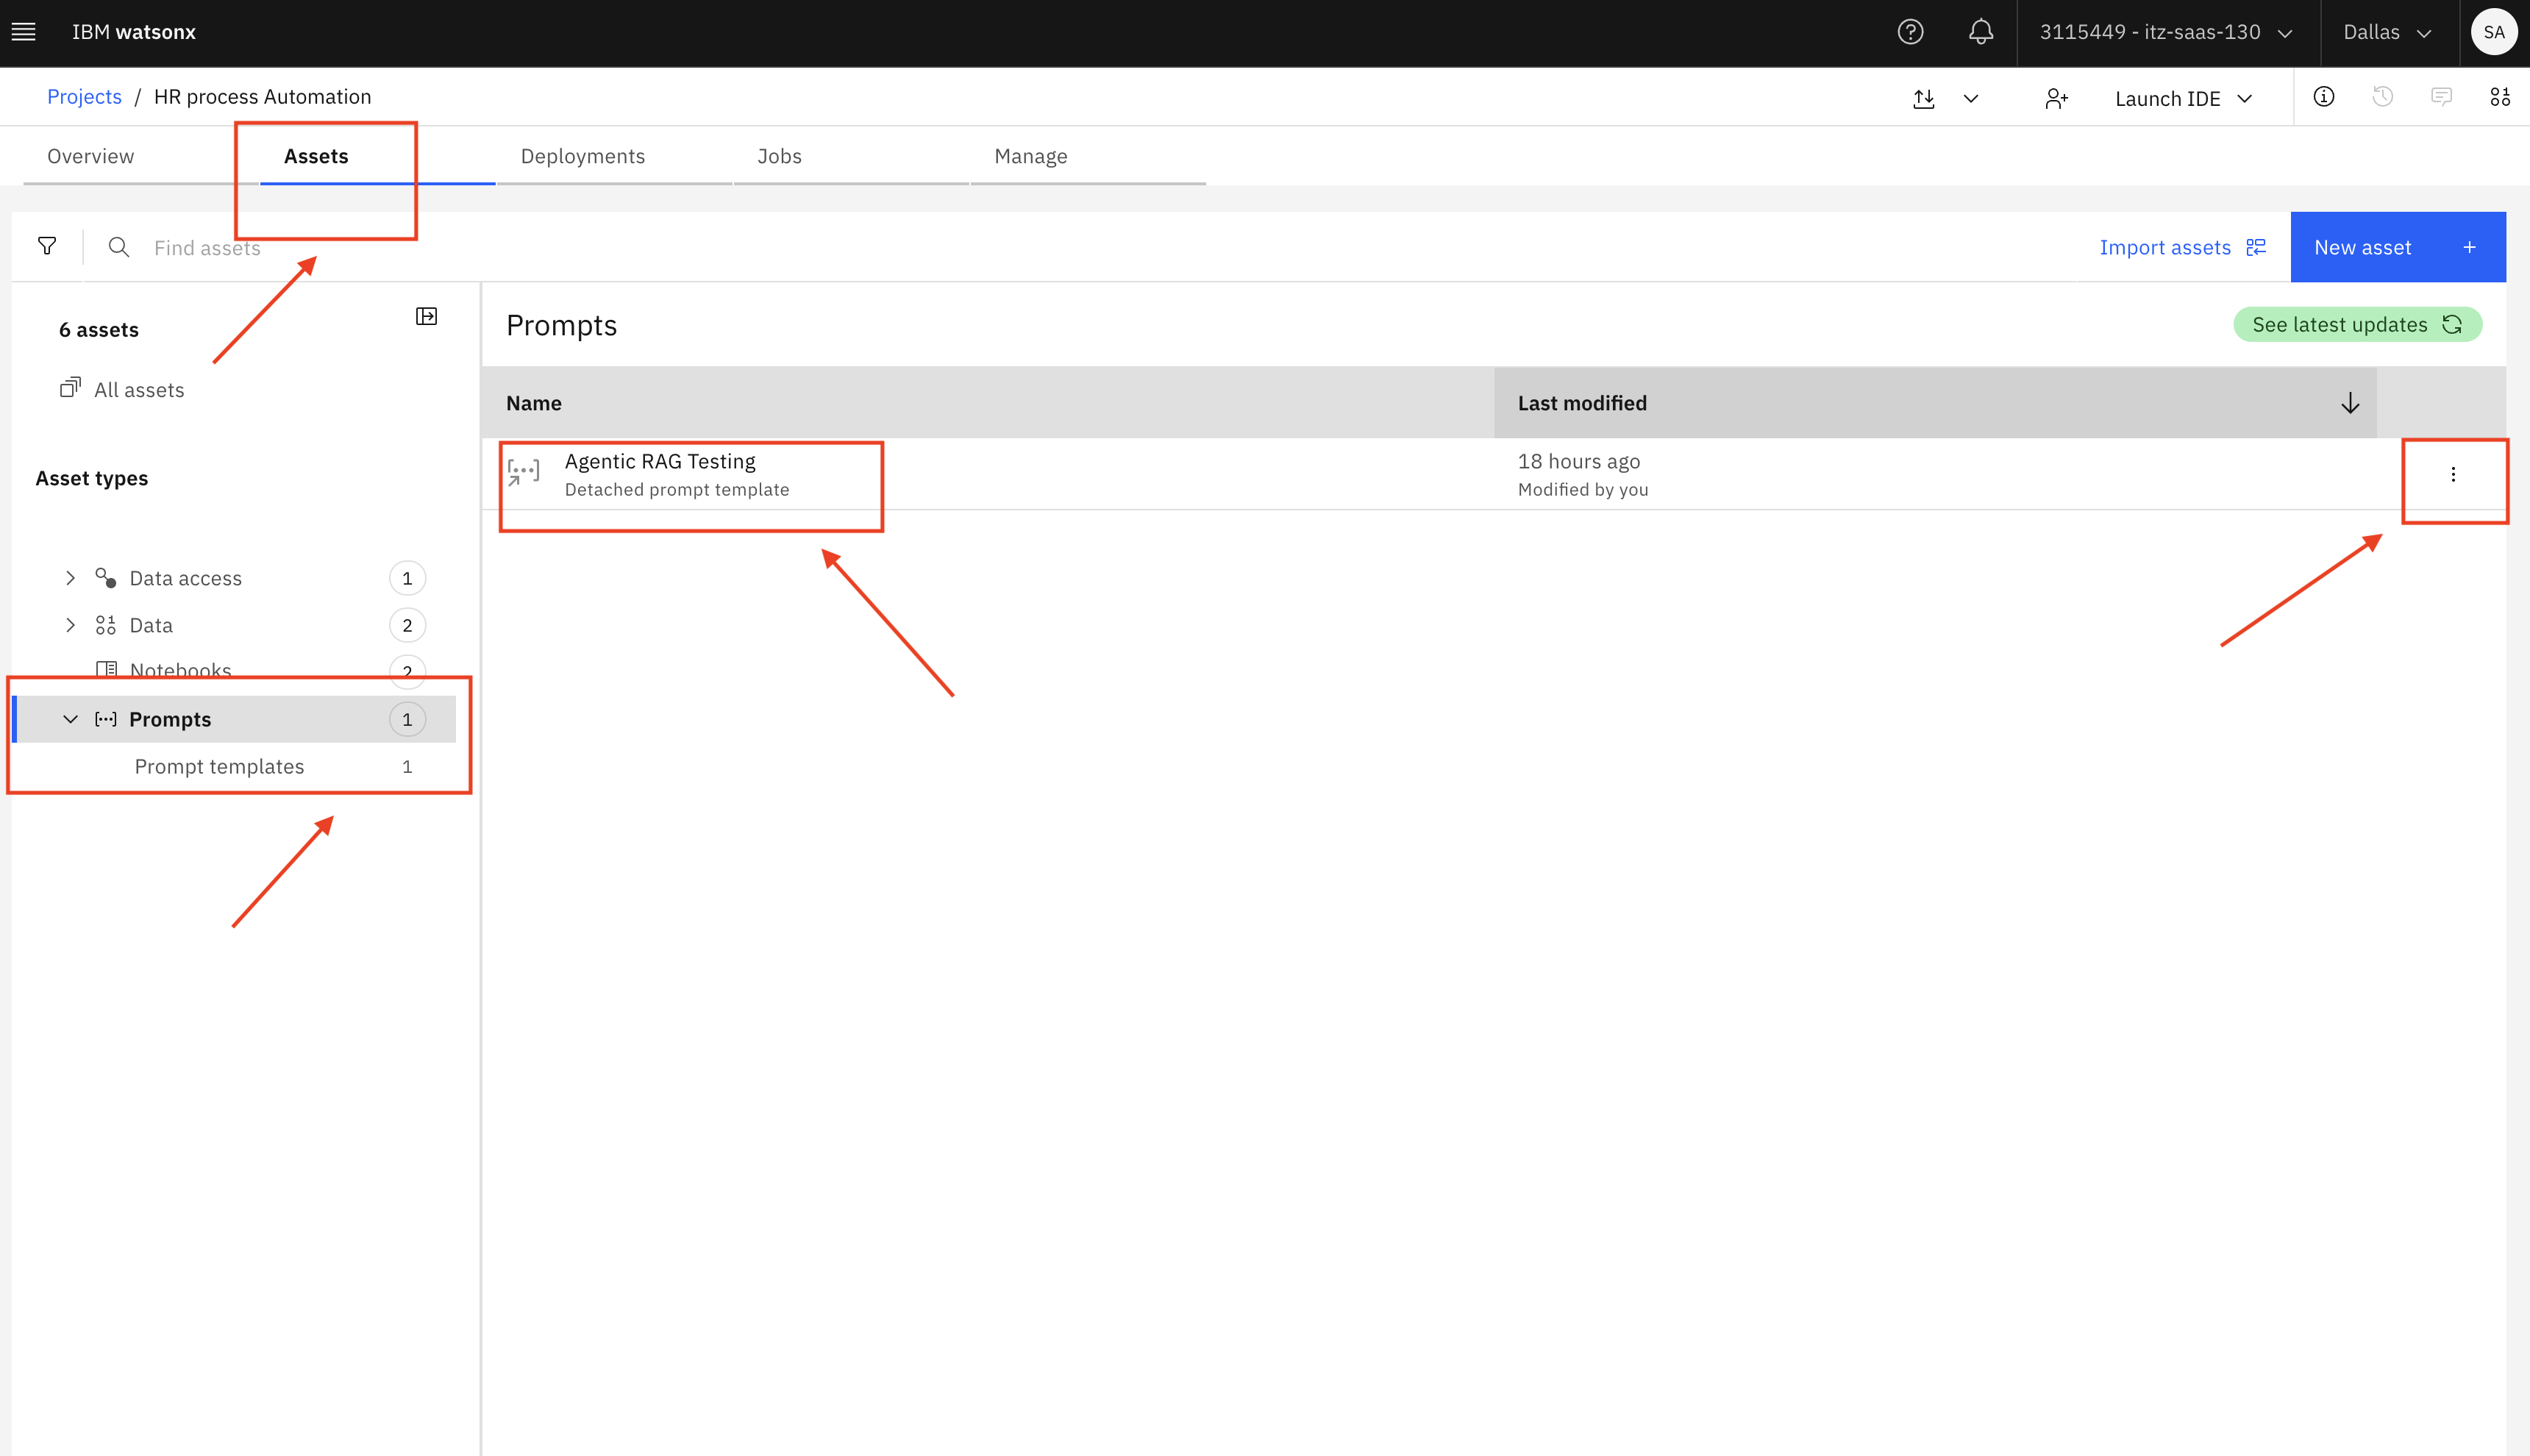 IBM watsonx
3115449 - itz-saas-130
Dallas
SA
Projects / HR process Automation
Launch IDE
Overview
Assets
Deployments
Jobs
Manage
Find assets
Import assets
New asset +
6 assets
All assets
Asset types
Data access 1
Data 2
Notebooks 2
Prompts 1
Prompt templates 1
Prompts
See latest updates
Name
Last modified
Agentic RAG Testing
Detached prompt template
18 hours ago
Modified by you